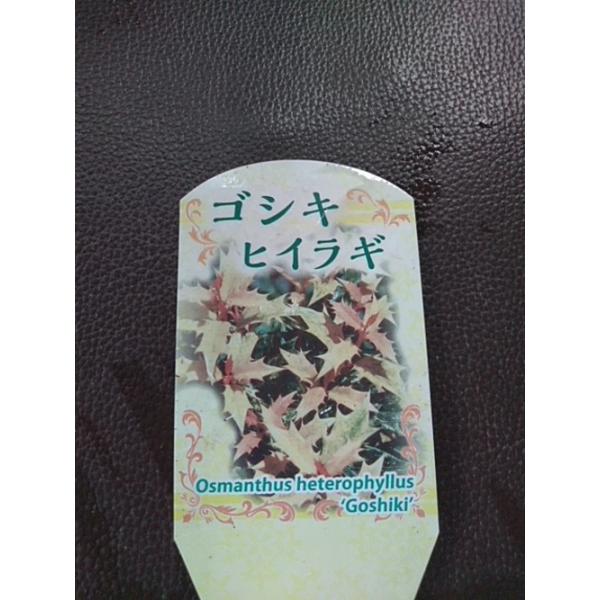 ゴシキ
ヒイラギ
Osmanthus heterophyllus
‘Goshiki’